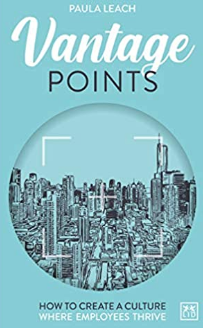 PAULA LEACH
Vantage
POINTS
HOW TO CREATE A CULTURE
WHERE EMPLOYEES THRIVE
LID